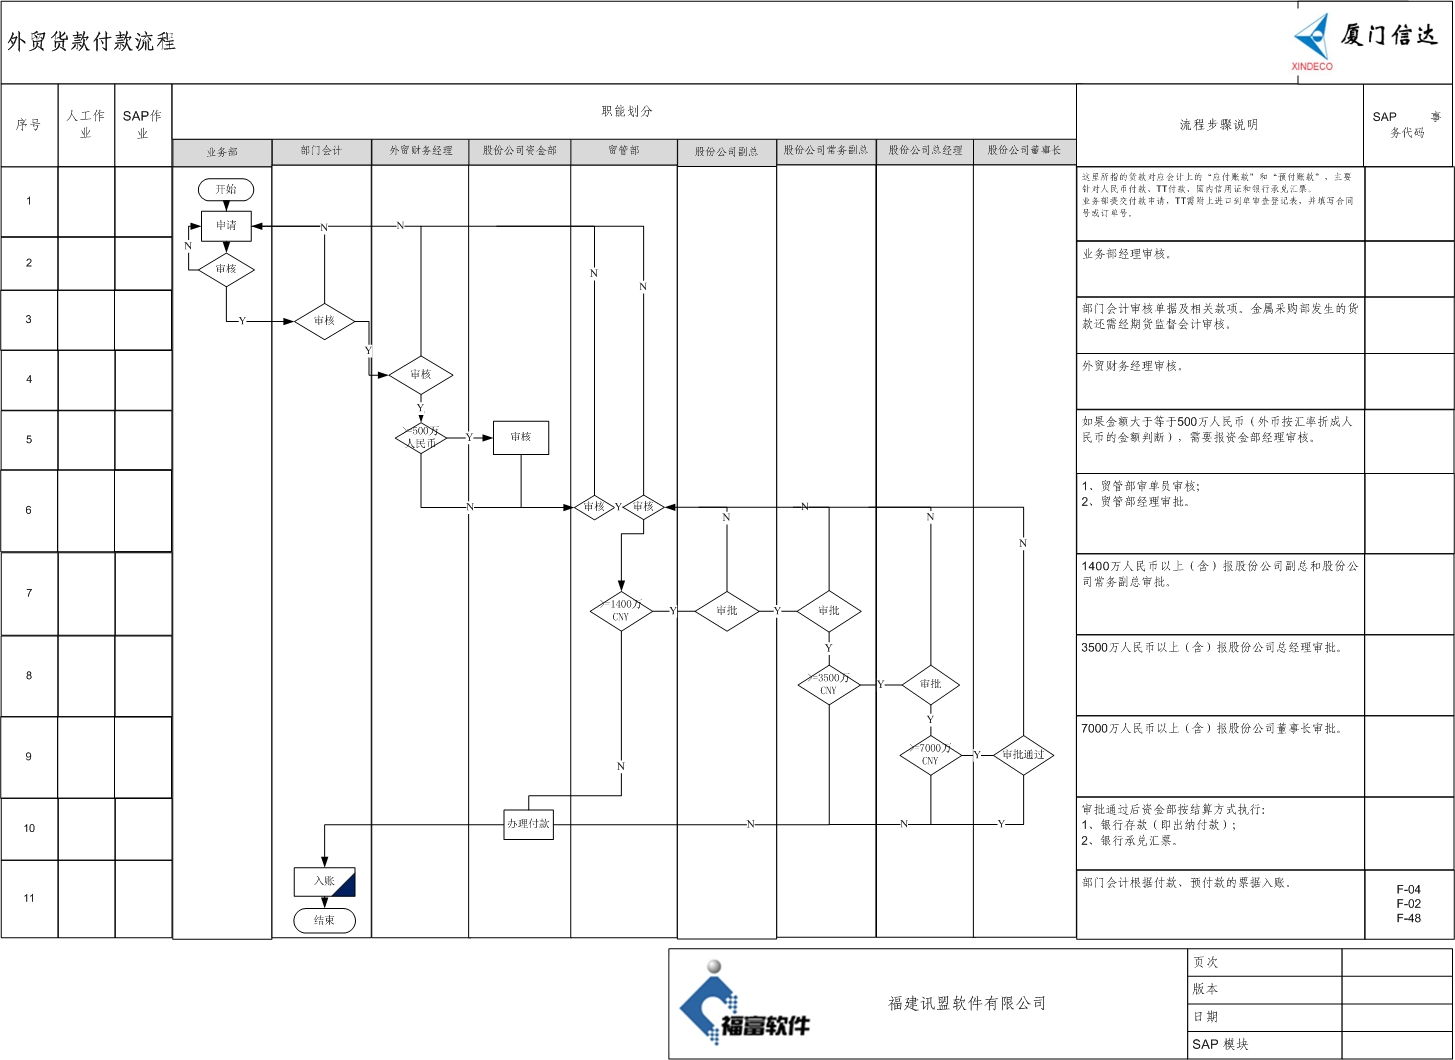 外贸货款付款流程
厦门信达
XINDECO
序号
人工作
业
SAP作
业
职能划分
流程步骤说明
SAP 事
务代码
业务部
部门会计
外贸财务经理
股份公司资金部
贸管部
股份公司副总
股份公司常务副总
股份公司总经理
股份公司董事长
1
开始
申请
N
N
这里所指的货款对应会计上的“应付账款”和“预付账款”，主要
针对人民币付款、TT付款、国内信用证和银行承兑汇票。
业务部提交付款申请，TT需附上进口到单审查登记表，并填写合同
号或订单号。
2
N
审核
N
N
业务部经理审核。
3
Y
审核
Y
部门会计审核单据及相关款项。金属采购部发生的货
款还需经期货监督会计审核。
4
审核
Y
外贸财务经理审核。
5
>=500万
人民币
Y
审核
如果金额大于等于500万人民币（外币按汇率折成人
民币的金额判断），需要报资金部经理审核。
6
N
审核
Y
审核
N
N
N
N
1、贸管部审单员审核；
2、贸管部经理审批。
7
>=1400万
CNY
Y
审批
Y
审批
1400万人民币以上（含）报股份公司副总和股份公
司常务副总审批。
8
Y
>=3500万
CNY
Y
审批
3500万人民币以上（含）报股份公司总经理审批。
9
Y
>=7000万
CNY
Y
审批通过
N
7000万人民币以上（含）报股份公司董事长审批。
10
办理付款
N
N
Y
审批通过后资金部按结算方式执行：
1、银行存款（即出纳付款）；
2、银行承兑汇票。
11
入账
结束
部门会计根据付款、预付款的票据入账。
F-04
F-02
F-48
福富软件
福建讯盟软件有限公司
页次
版本
日期
SAP 模块